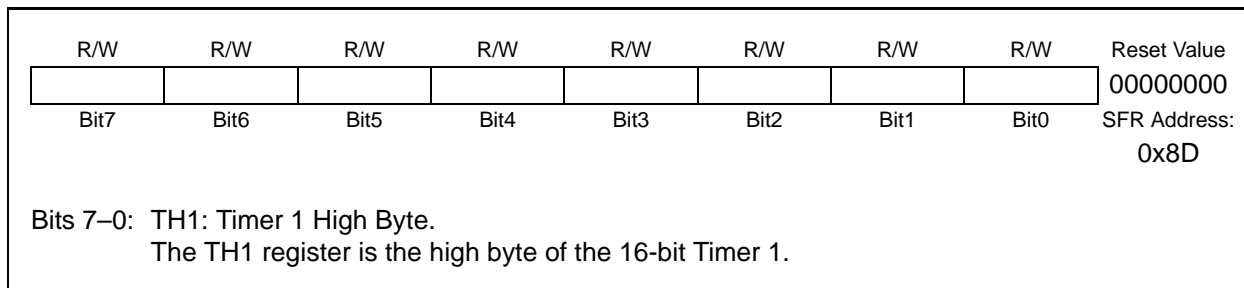 R/W R/W R/W R/W R/W R/W R/W R/W Reset Value
00000000
Bit7 Bit6 Bit5 Bit4 Bit3 Bit2 Bit1 Bit0 SFR Address:
0x8D
Bits 7–0: TH1: Timer 1 High Byte.
The TH1 register is the high byte of the 16-bit Timer 1.